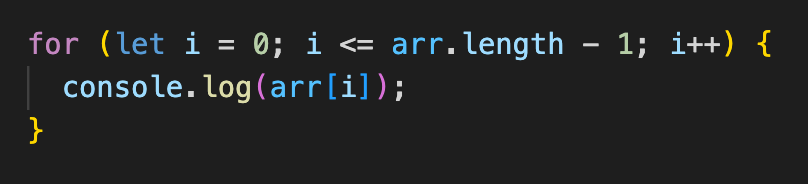 for (let i = 0; i <= arr.length - 1; i++) {
  console.log(arr[i]);
}